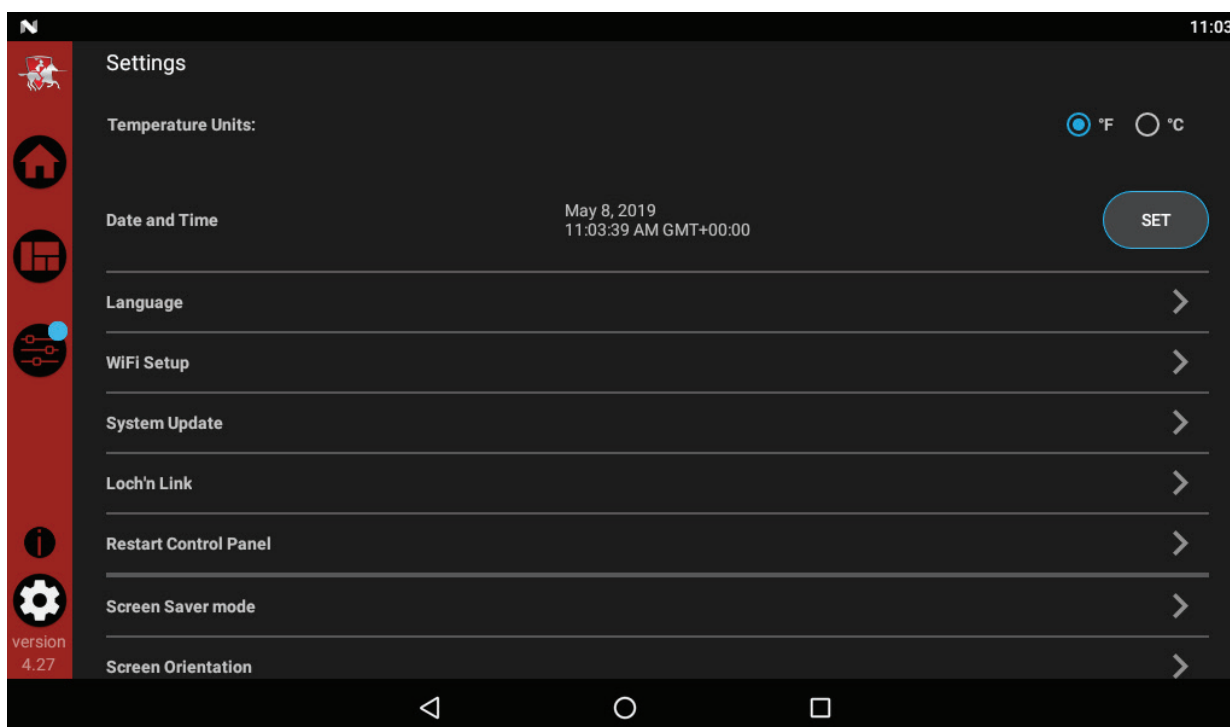 11:03
Settings
Temperature Units:
°F
°C
Date and Time
May 8, 2019
11:03:39 AM GMT+00:00
SET
Language
WiFi Setup
System Update
Loch'n Link
Restart Control Panel
Screen Saver mode
Screen Orientation
version
4.27